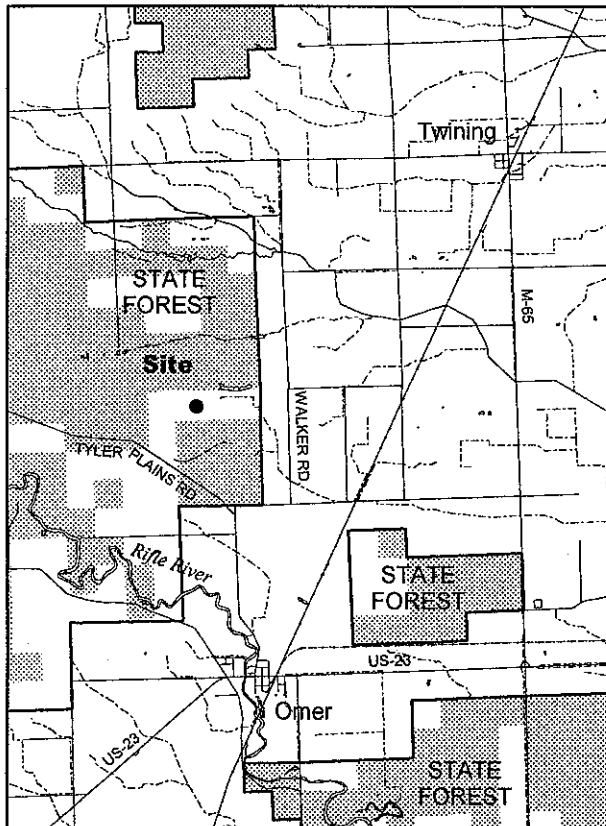 Twining
STATE
FOREST
M-65
Site
WALKER RD
TYLER PLAINS RD
Rifle River
STATE
FOREST
US-23
Omer
US-23
STATE
FOREST